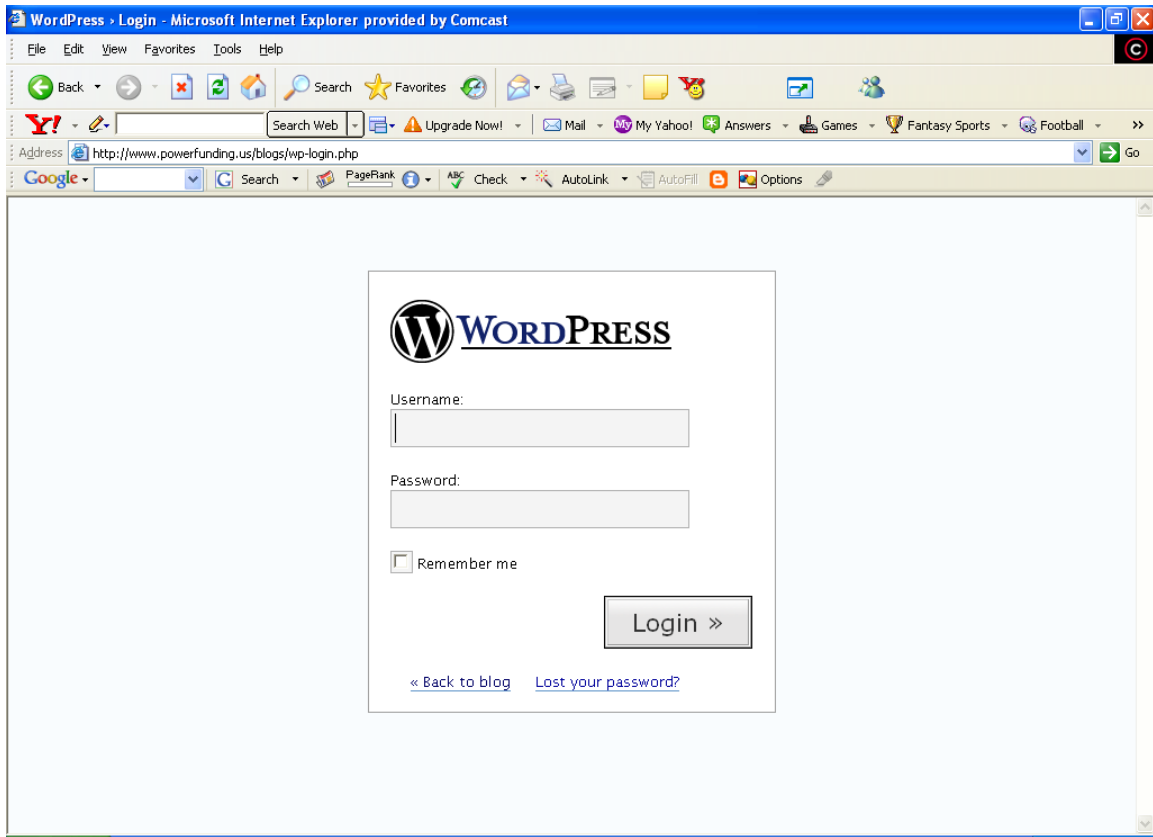 WordPress › Login - Microsoft Internet Explorer provided by Comcast
File Edit View Favorites Tools Help
Back Search Favorites
Y! Search Web Upgrade Now! Mail My Yahoo! Answers Games Fantasy Sports Football »
Address http://www.powerfunding.us/blogs/wp-login.php Go
Google G Search PageRank ABC Check AutoLink AutoFill Options
WORDPRESS
Username:
Password:
Remember me
Login »
« Back to blog Lost your password?